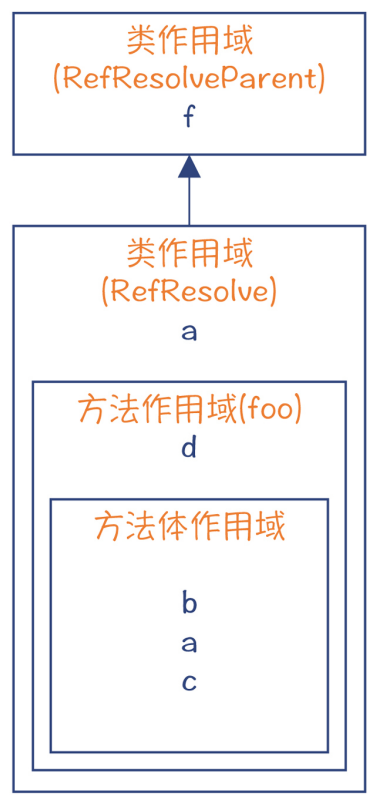 类作用域
(RefResolveParent)
f
类作用域
(RefResolve)
a
方法作用域(foo)
d
方法体作用域
b
a
c